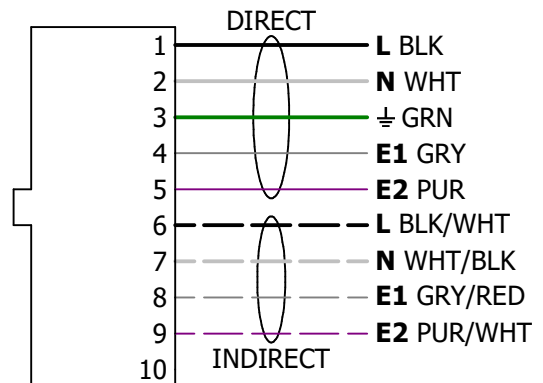 DIRECT
1 L BLK
2 N WHT
3 ⏚ GRN
4 E1 GRY
5 E2 PUR
6 L BLK/WHT
7 N WHT/BLK
8 E1 GRY/RED
9 E2 PUR/WHT
10
INDIRECT